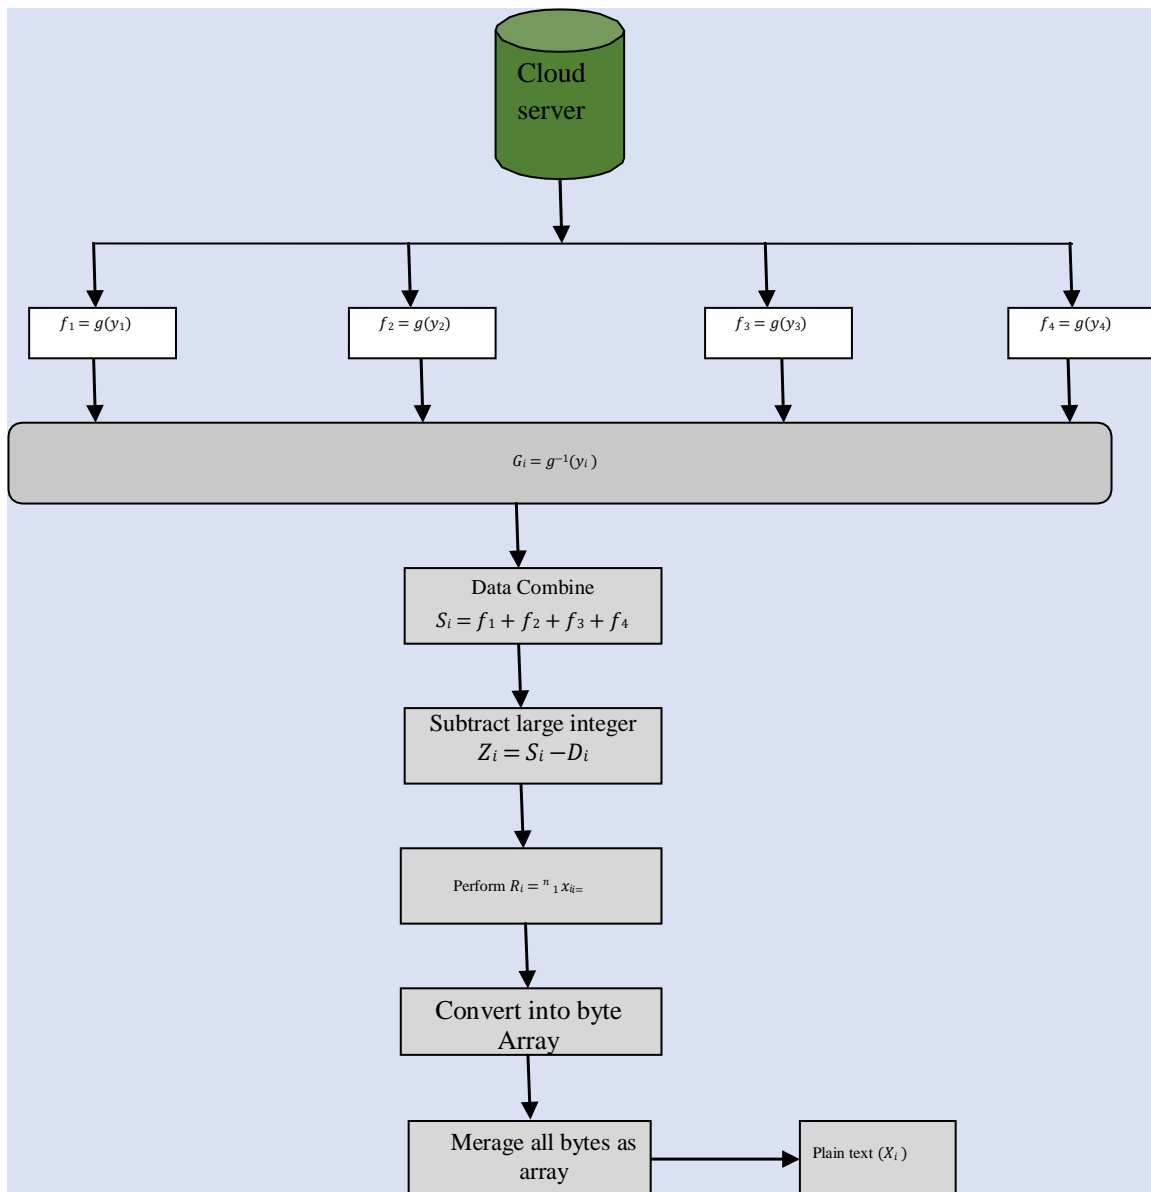 Cloud
server
f₁ = g(y₁)
f₂ = g(y₂)
f₃ = g(y₃)
f₄ = g(y₄)
Gᵢ = g⁻¹(yᵢ)
Data Combine
Sᵢ = f₁ + f₂ + f₃ + f₄
Subtract large integer
Zᵢ = Sᵢ −Dᵢ
Perform Rᵢ = ⁿ ₁ xᵢᵢ₌
Convert into byte
Array
Merage all bytes as
array
Plain text (Xᵢ)